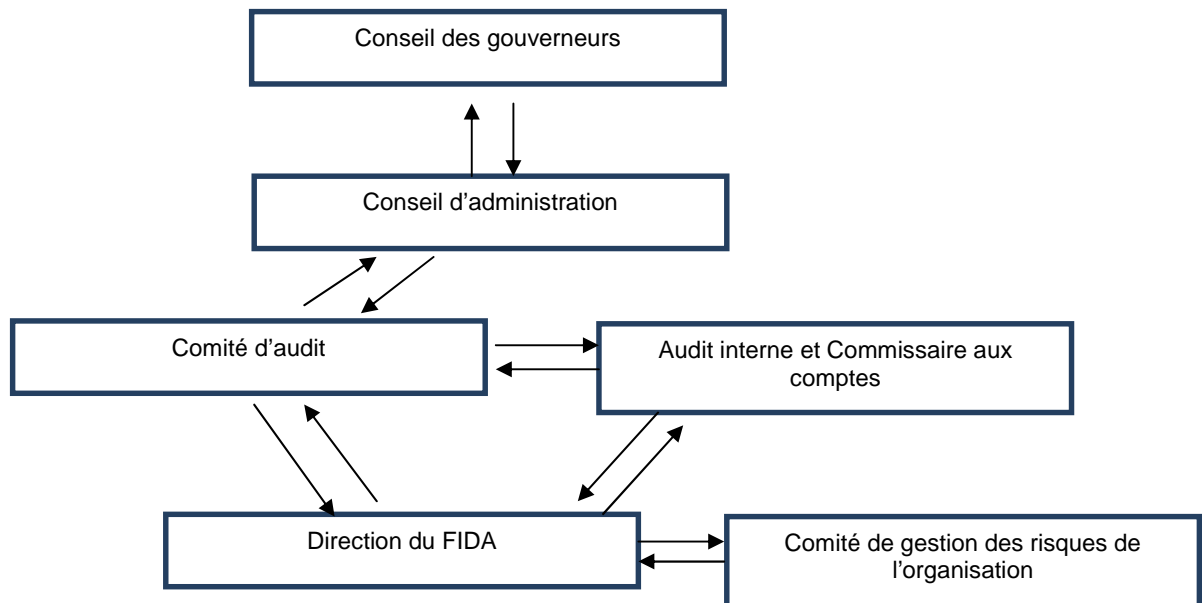 Conseil des gouverneurs
Conseil d’administration
Comité d’audit
Audit interne et Commissaire aux
comptes
Direction du FIDA
Comité de gestion des risques de
l’organisation